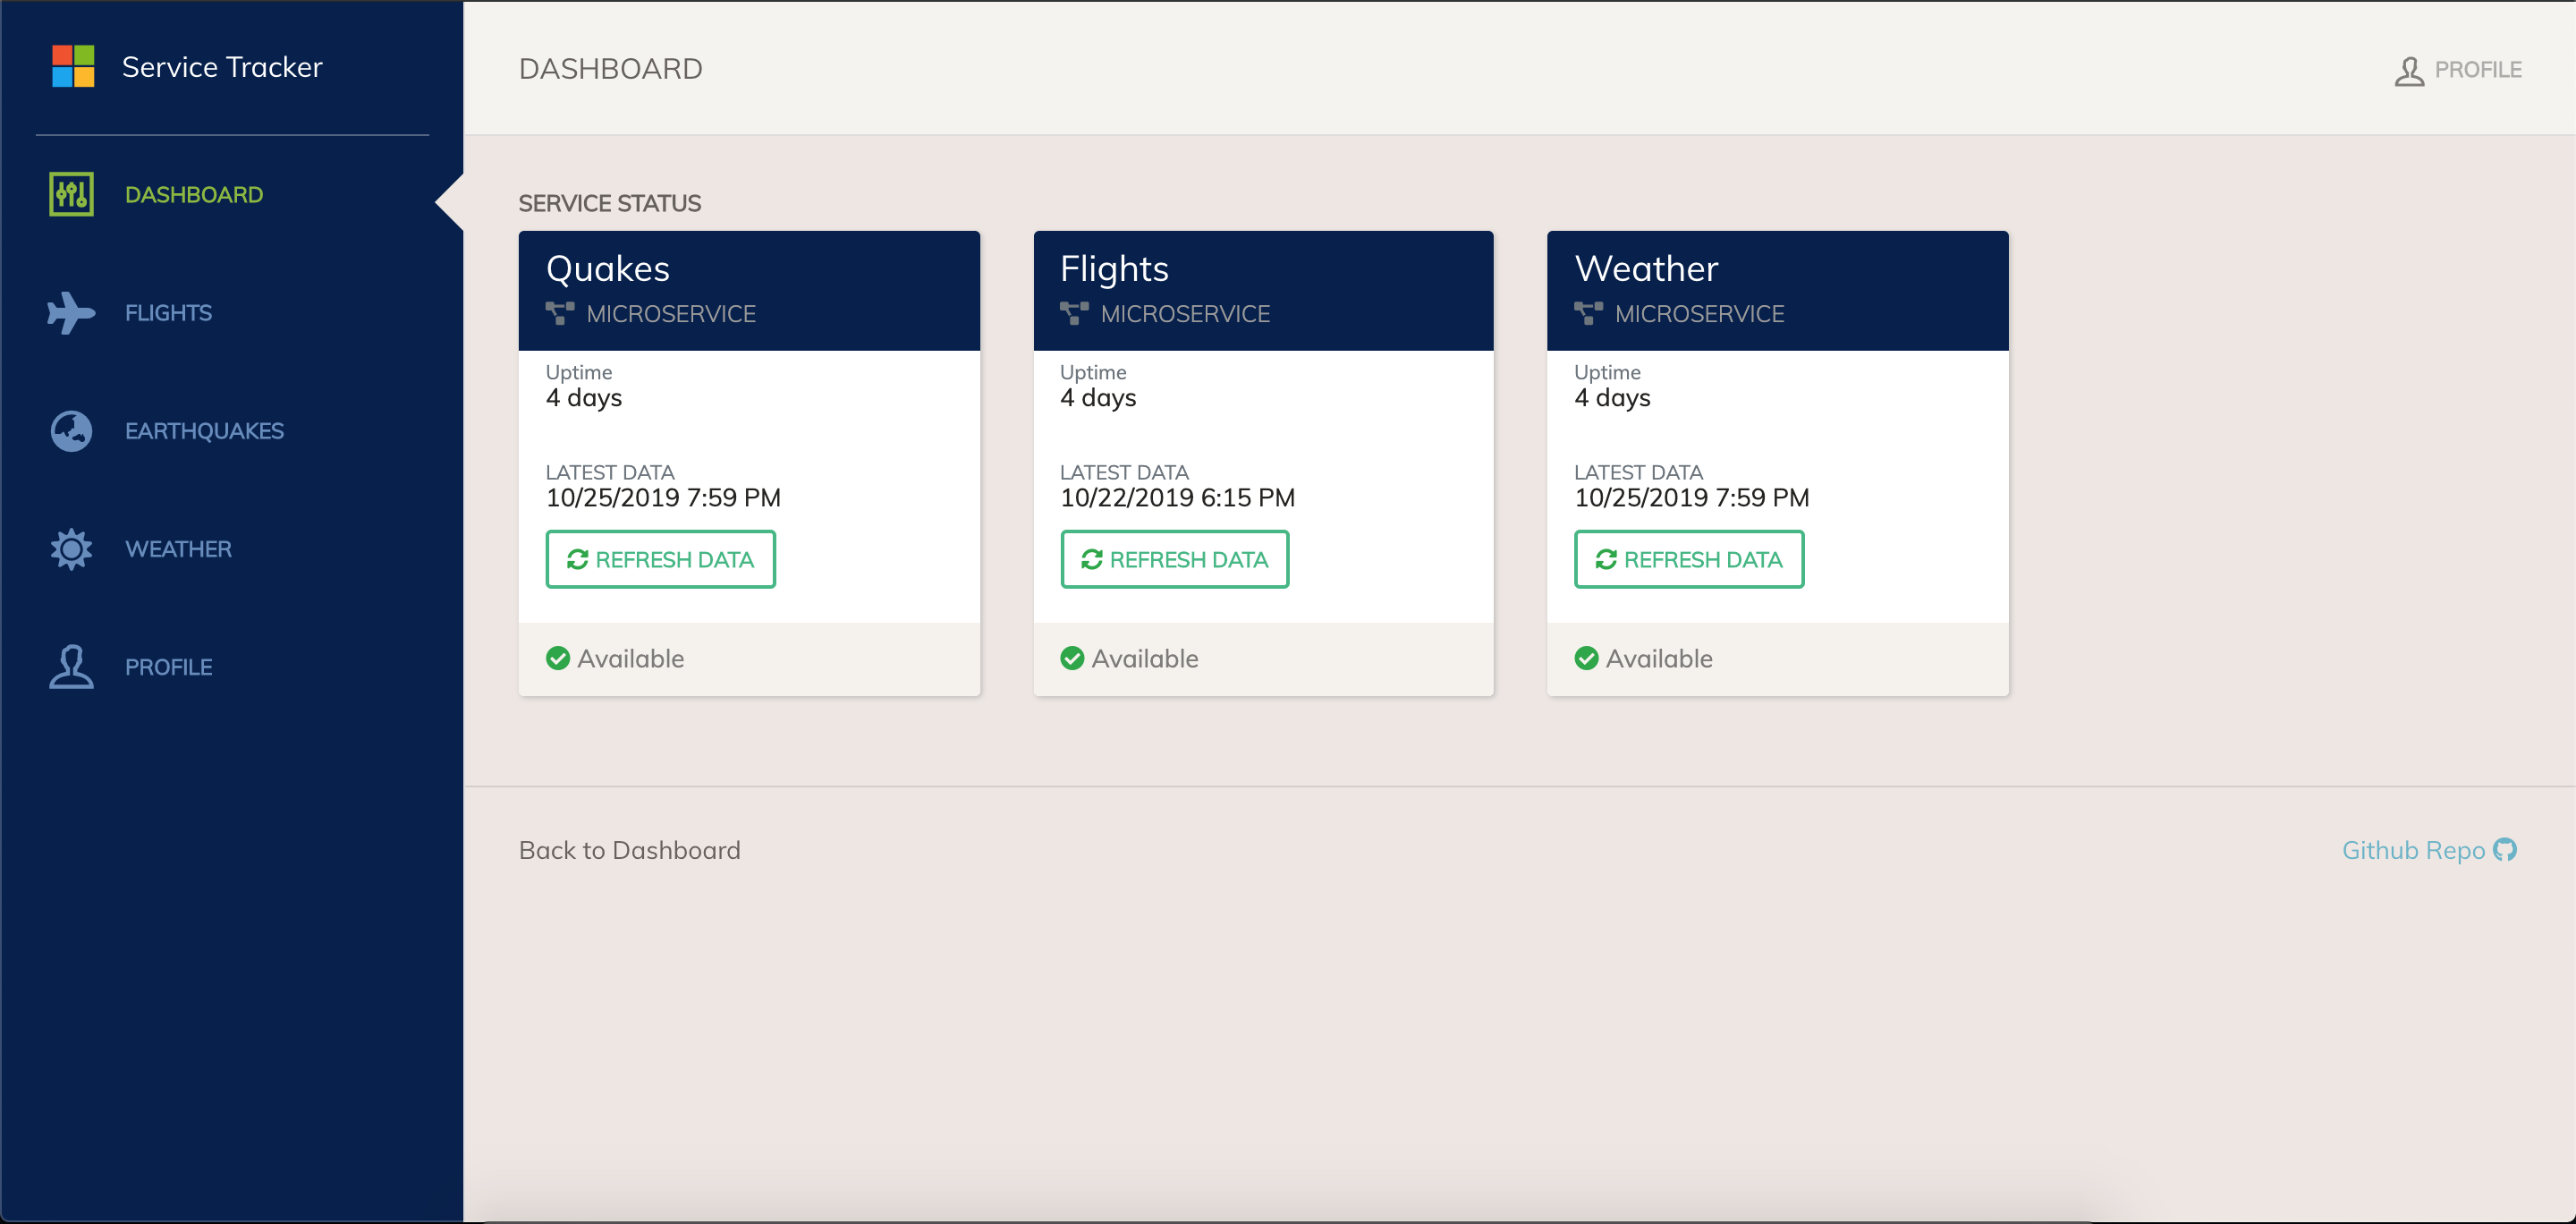 Service Tracker
DASHBOARD
FLIGHTS
EARTHQUAKES
WEATHER
PROFILE
DASHBOARD
PROFILE
SERVICE STATUS
Quakes
MICROSERVICE
Uptime
4 days
LATEST DATA
10/25/2019 7:59 PM
REFRESH DATA
Available
Flights
MICROSERVICE
Uptime
4 days
LATEST DATA
10/22/2019 6:15 PM
REFRESH DATA
Available
Weather
MICROSERVICE
Uptime
4 days
LATEST DATA
10/25/2019 7:59 PM
REFRESH DATA
Available
Back to Dashboard
Github Repo